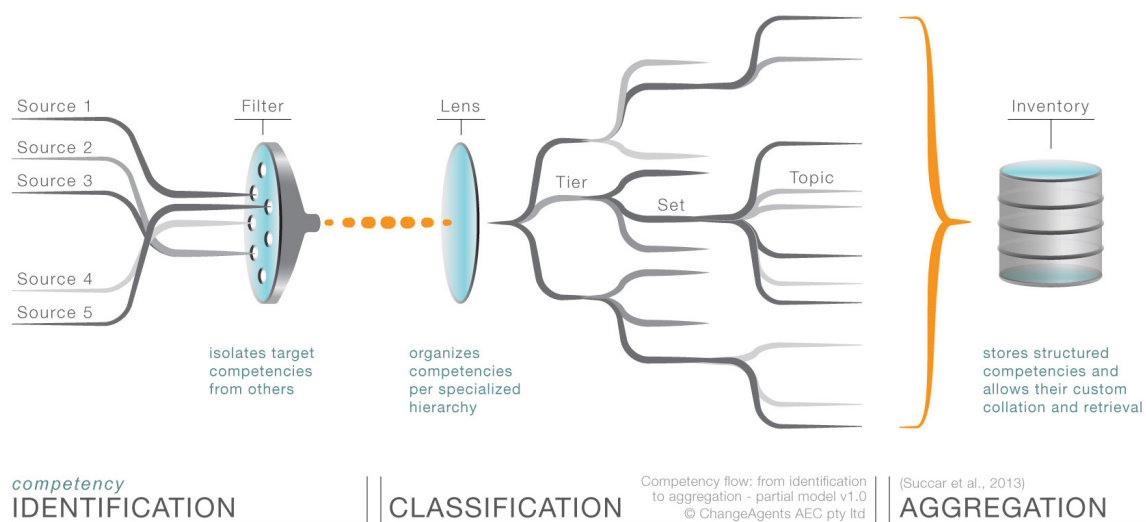 Source 1
Source 2
Source 3
Source 4
Source 5
Filter
isolates target
competencies
from others
Lens
organizes
competencies
per specialized
hierarchy
Tier
Set
Topic
Inventory
stores structured
competencies and
allows their custom
collation and retrieval
competency
IDENTIFICATION
CLASSIFICATION
Competency flow: from identification
to aggregation - partial model v1.0
© ChangeAgents AEC pty ltd
(Succar et al., 2013)
AGGREGATION